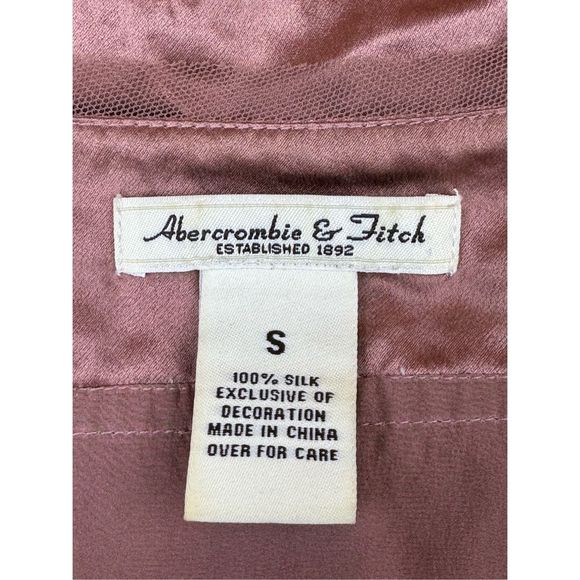 Abercrombie & Fitch
ESTABLISHED 1892
S
100% SILK
EXCLUSIVE OF
DECORATION
MADE IN CHINA
OVER FOR CARE